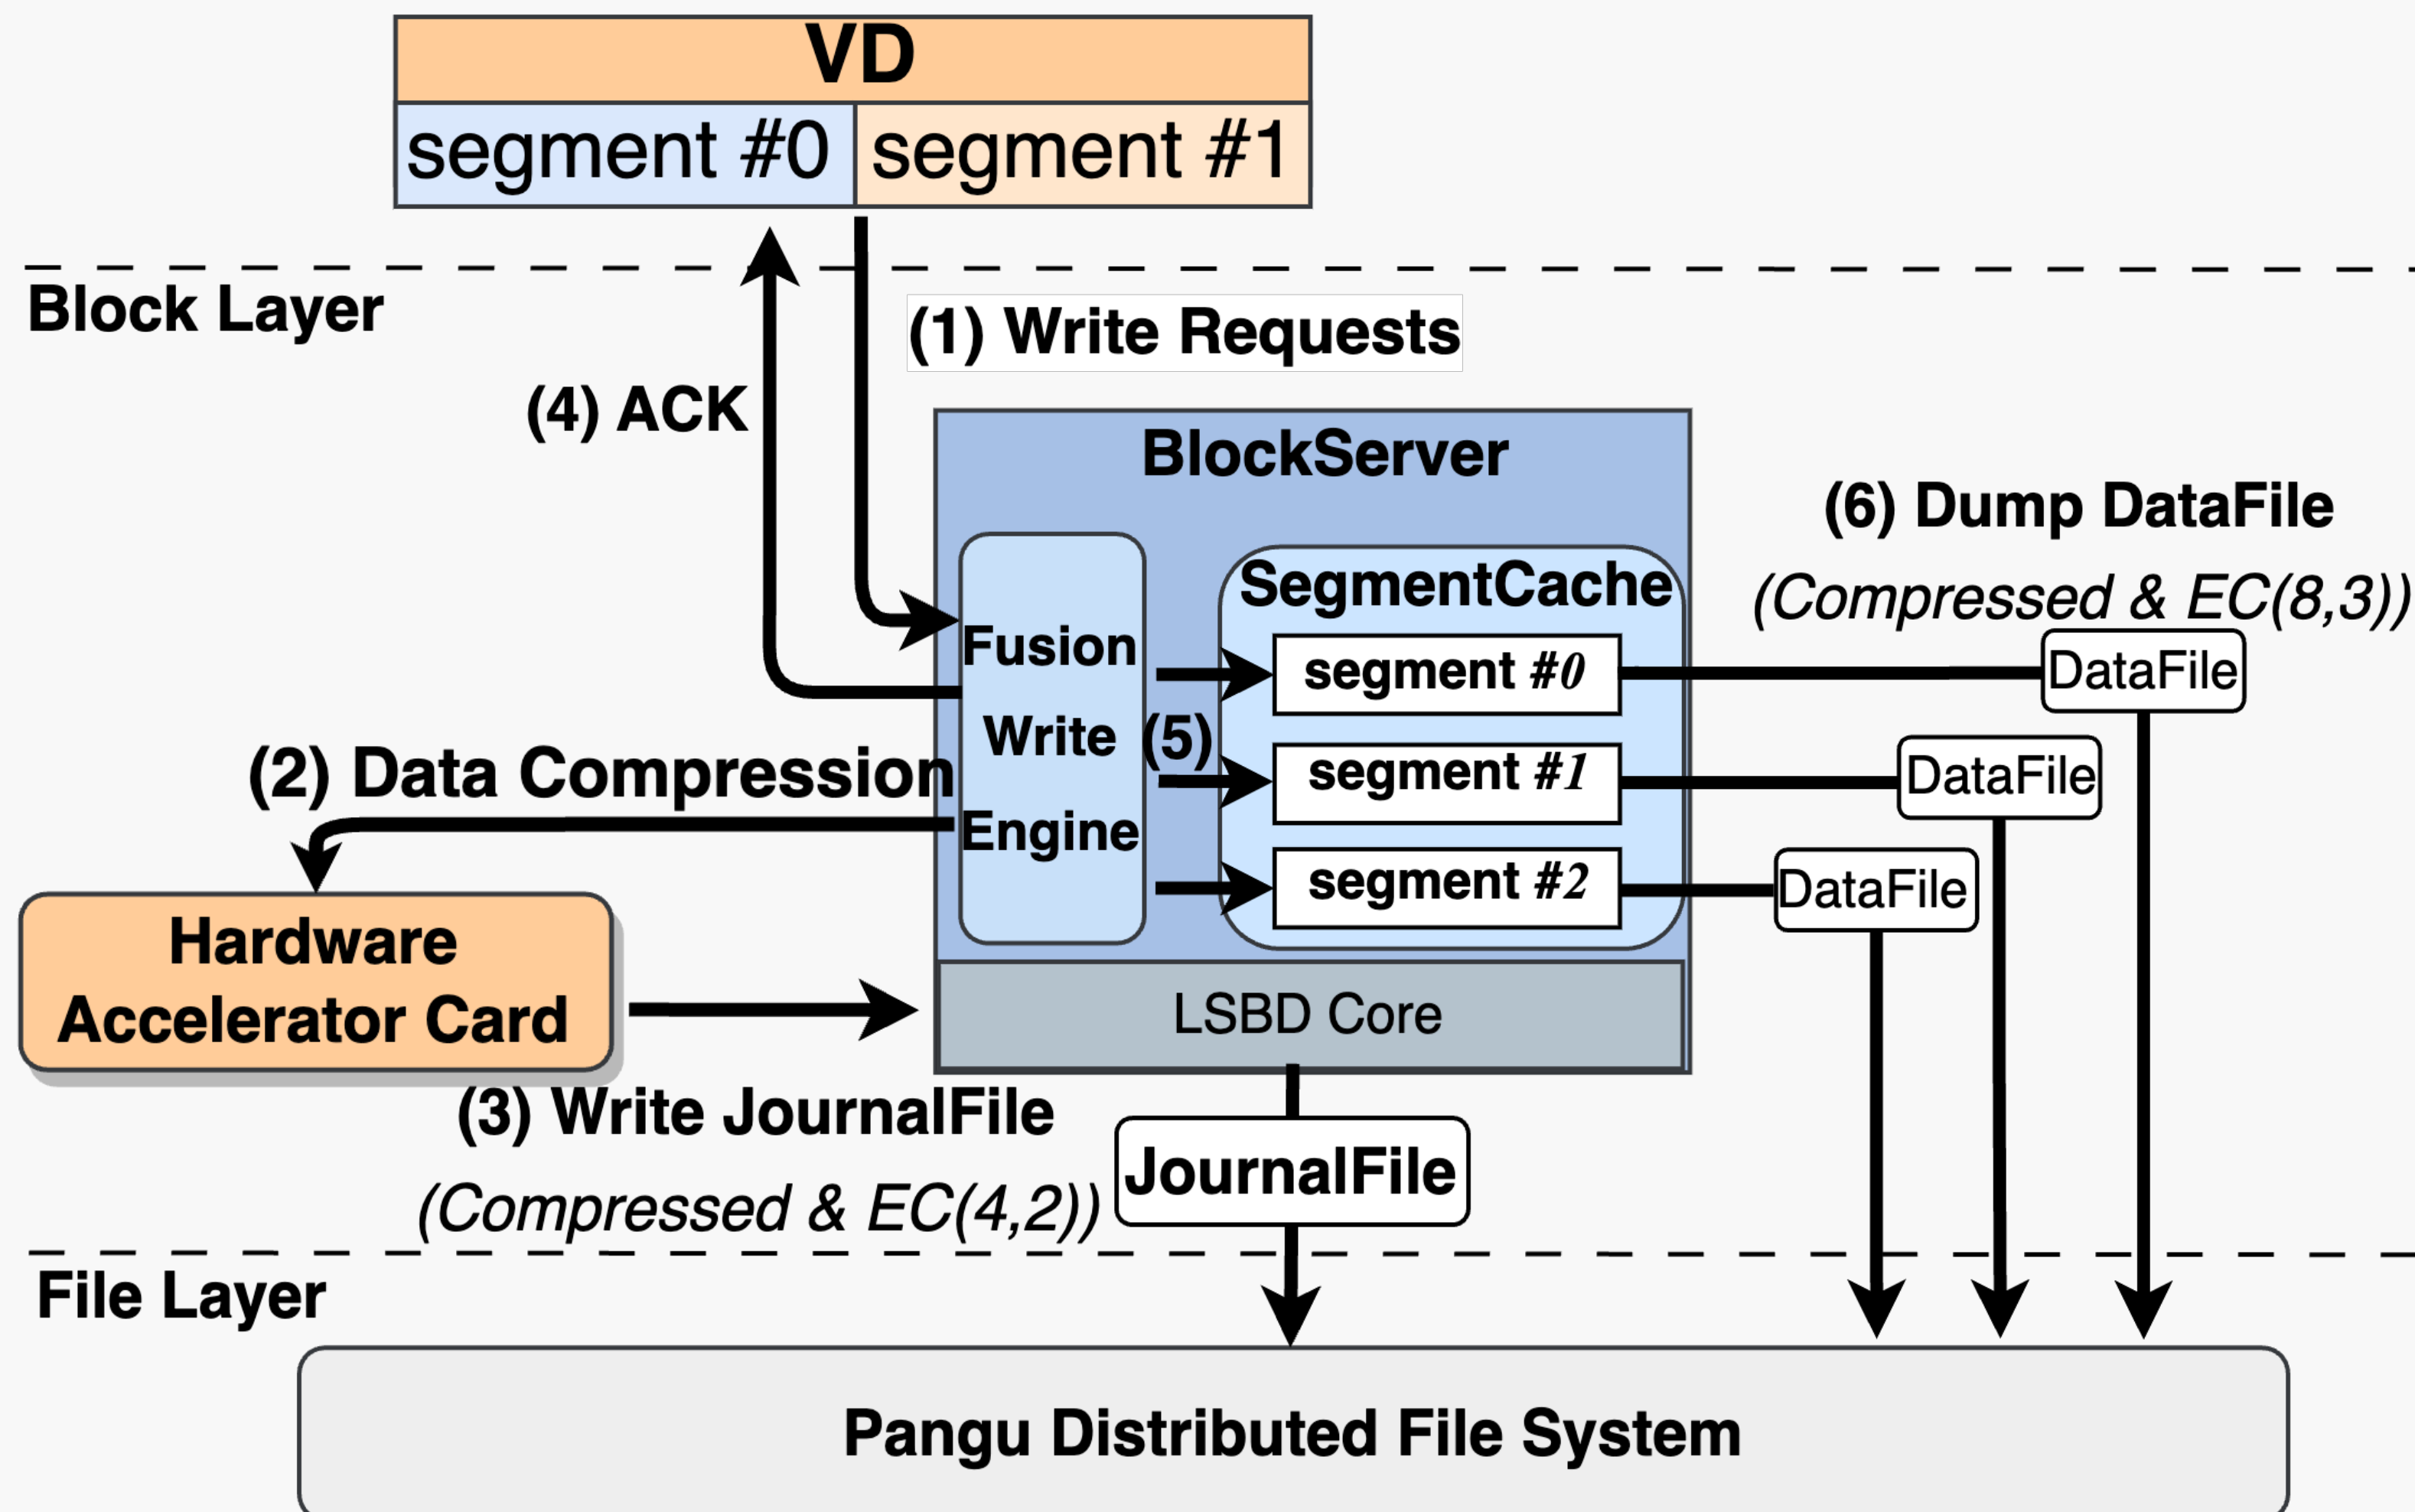 VD
segment #0
segment #1
Block Layer
(1) Write Requests
(4) ACK
BlockServer
(6) Dump DataFile
(Compressed & EC(8,3))
SegmentCache
Fusion
Write
Engine
(5)
segment #0
segment #1
segment #2
DataFile
DataFile
DataFile
(2) Data Compression
Hardware
Accelerator Card
LSBD Core
(3) Write JournalFile
(Compressed & EC(4,2))
JournalFile
File Layer
Pangu Distributed File System